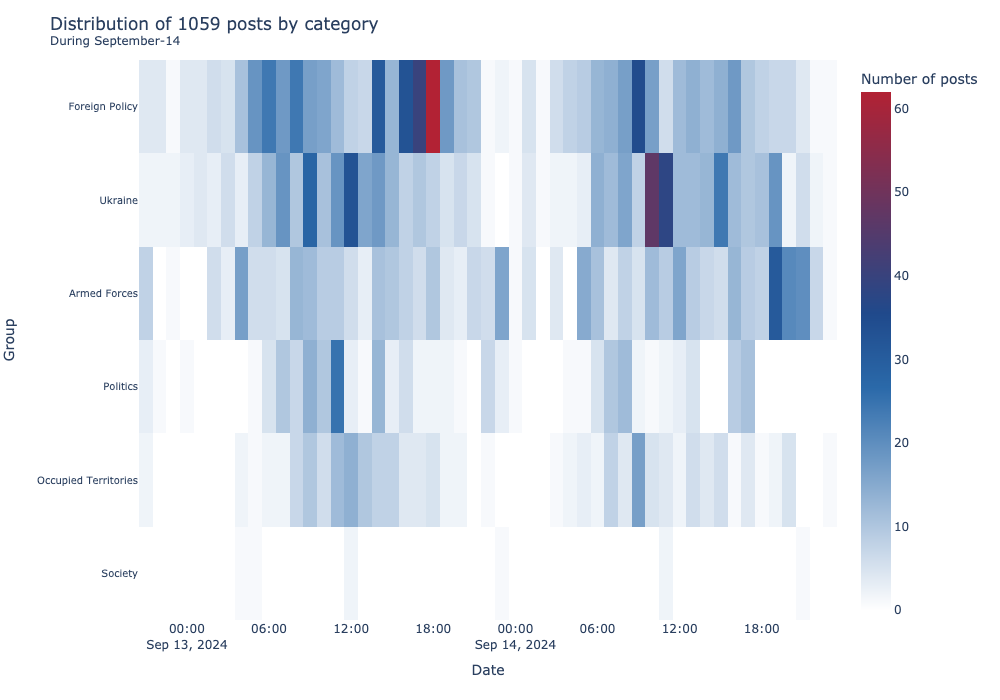 Distribution of 1059 posts by category
During September-14
Number of posts
60
50
40
30
20
10
0
Group
Foreign Policy
Ukraine
Armed Forces
Politics
Occupied Territories
Society
00:00 06:00 12:00 18:00 00:00 06:00 12:00 18:00
Sep 13, 2024 Sep 14, 2024
Date